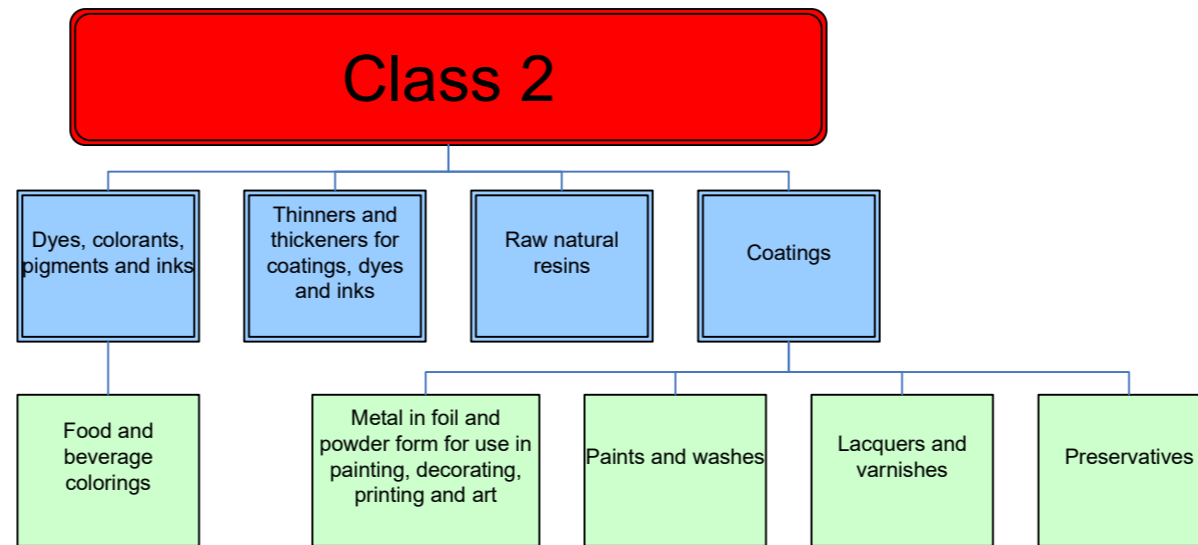 Class 2
Dyes, colorants,
pigments and inks
Thinners and
thickeners for
coatings, dyes
and inks
Raw natural
resins
Coatings
Food and
beverage
colorings
Metal in foil and
powder form for use in
painting, decorating,
printing and art
Paints and washes
Lacquers and
varnishes
Preservatives